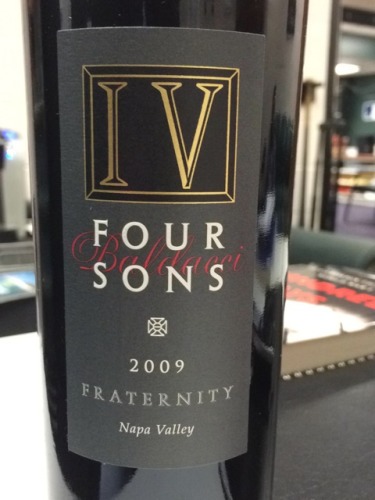 IV
FOUR
Baldacci
SONS
2009
FRATERNITY
Napa Valley